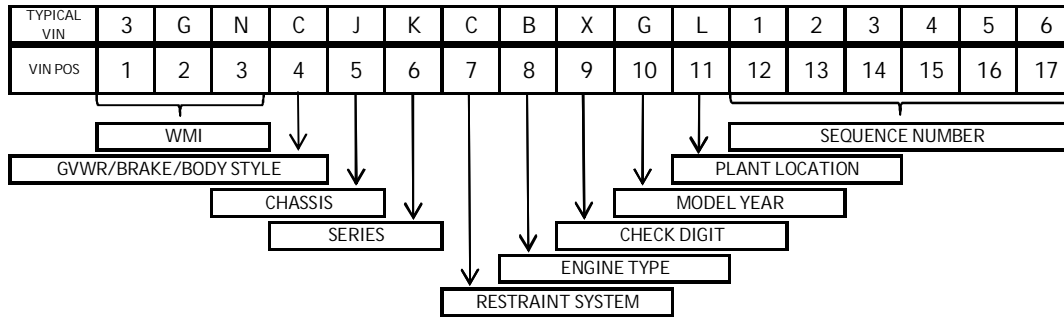 TYPICAL VIN 3 G N C J K C B X G L 1 2 3 4 5 6
VIN POS 1 2 3 4 5 6 7 8 9 10 11 12 13 14 15 16 17
WMI SEQUENCE NUMBER
GVWR/BRAKE/BODY STYLE PLANT LOCATION
CHASSIS MODEL YEAR
SERIES CHECK DIGIT
ENGINE TYPE
RESTRAINT SYSTEM